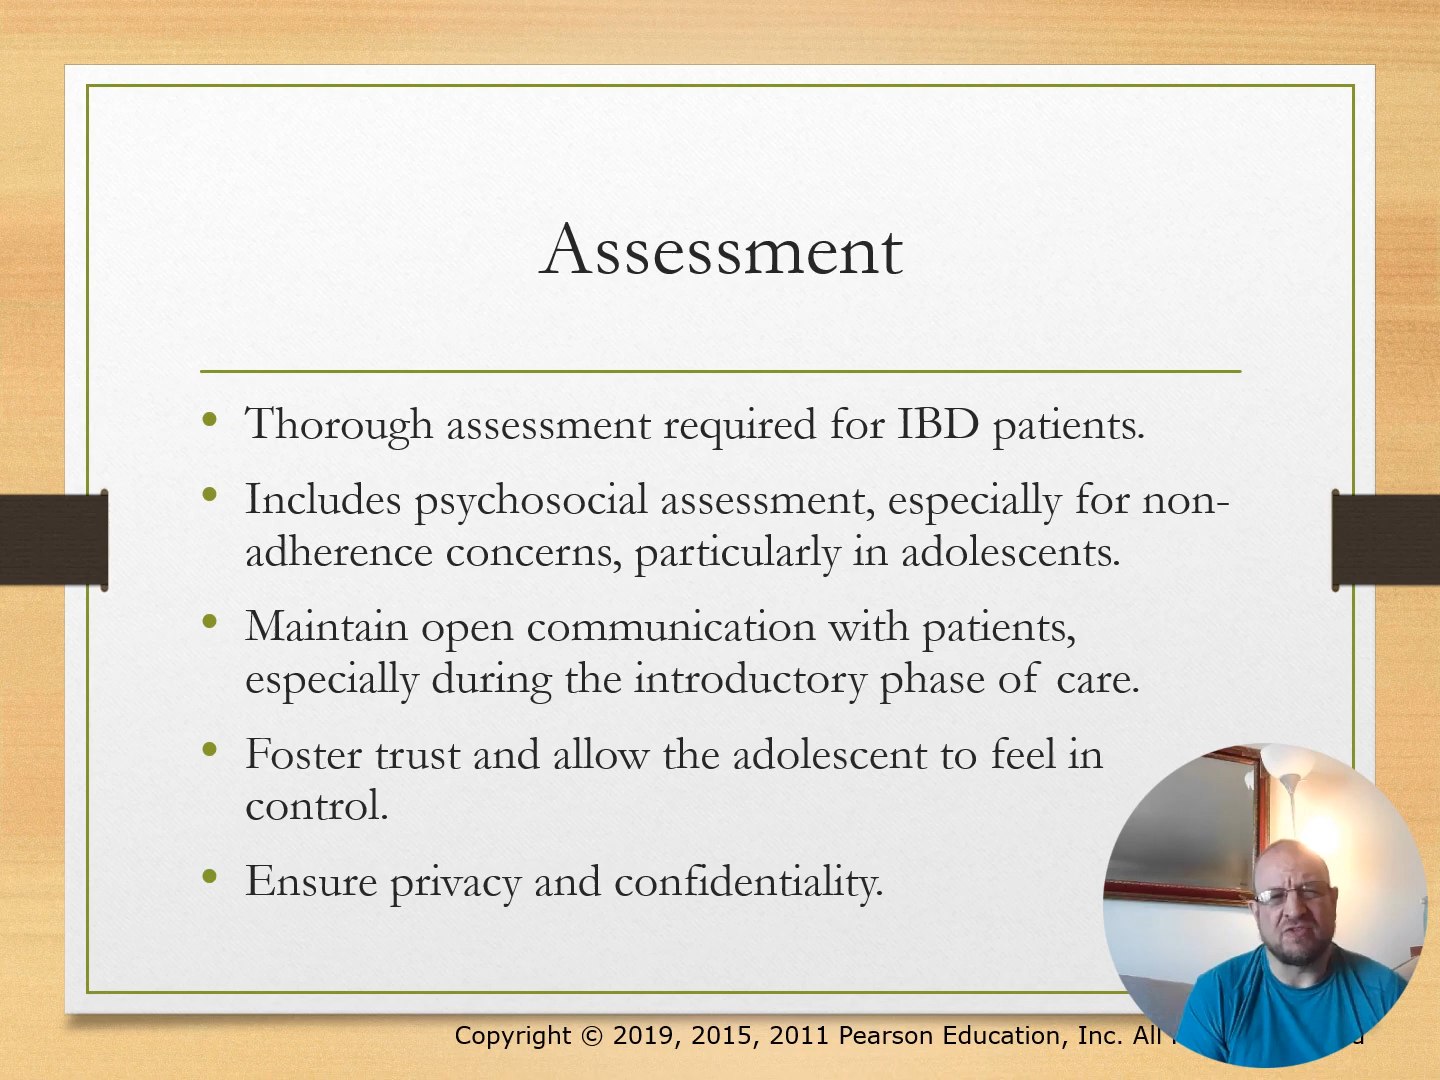 Assessment
• Thorough assessment required for IBD patients.
• Includes psychosocial assessment, especially for non-
adherence concerns, particularly in adolescents.
• Maintain open communication with patients,
especially during the introductory phase of care.
• Foster trust and allow the adolescent to feel in
control.
• Ensure privacy and confidentiality.
Copyright © 2019, 2015, 2011 Pearson Education, Inc. All